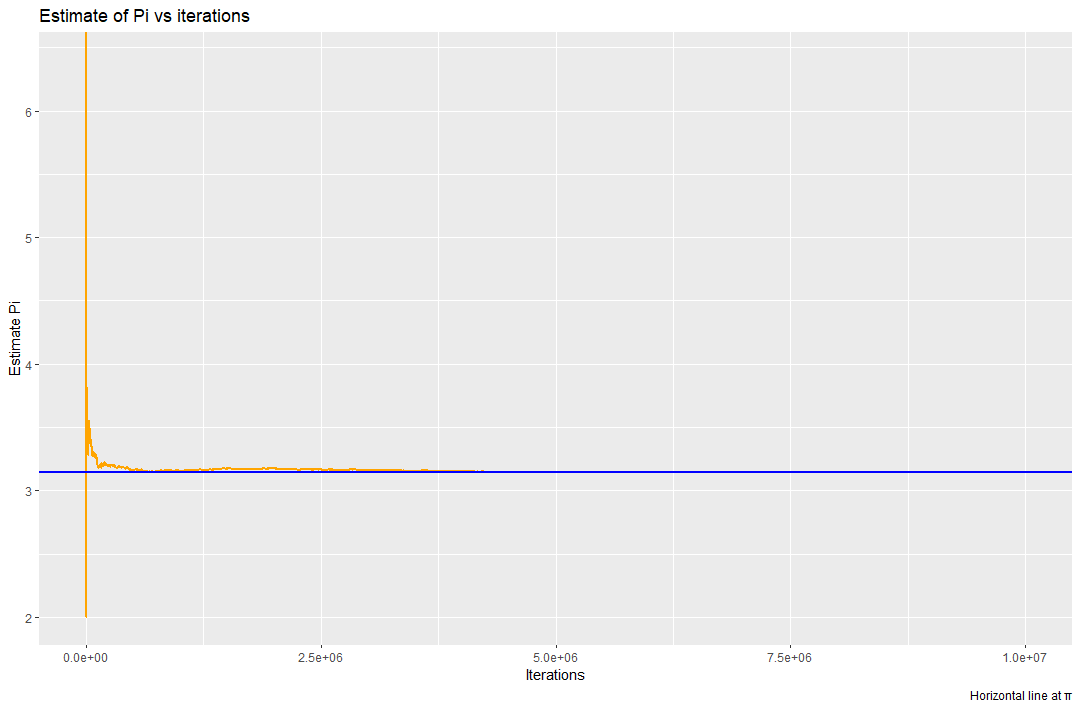 Estimate of Pi vs iterations
Estimate Pi
6
5
4
3
2
0.0e+00 2.5e+06 5.0e+06 7.5e+06 1.0e+07
Iterations
Horizontal line at π